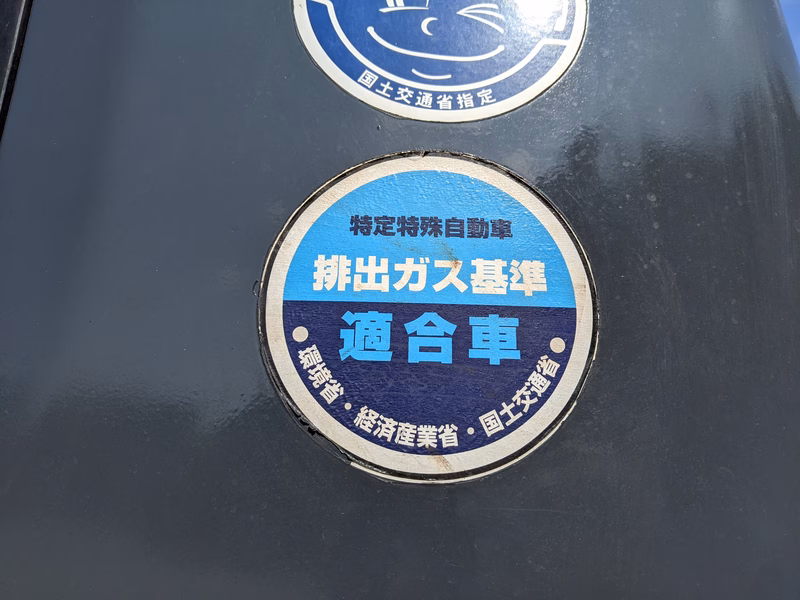 国土交通省指定
特定特殊自動車
排出ガス基準
適合車
環境省・経済産業省・国土交通省